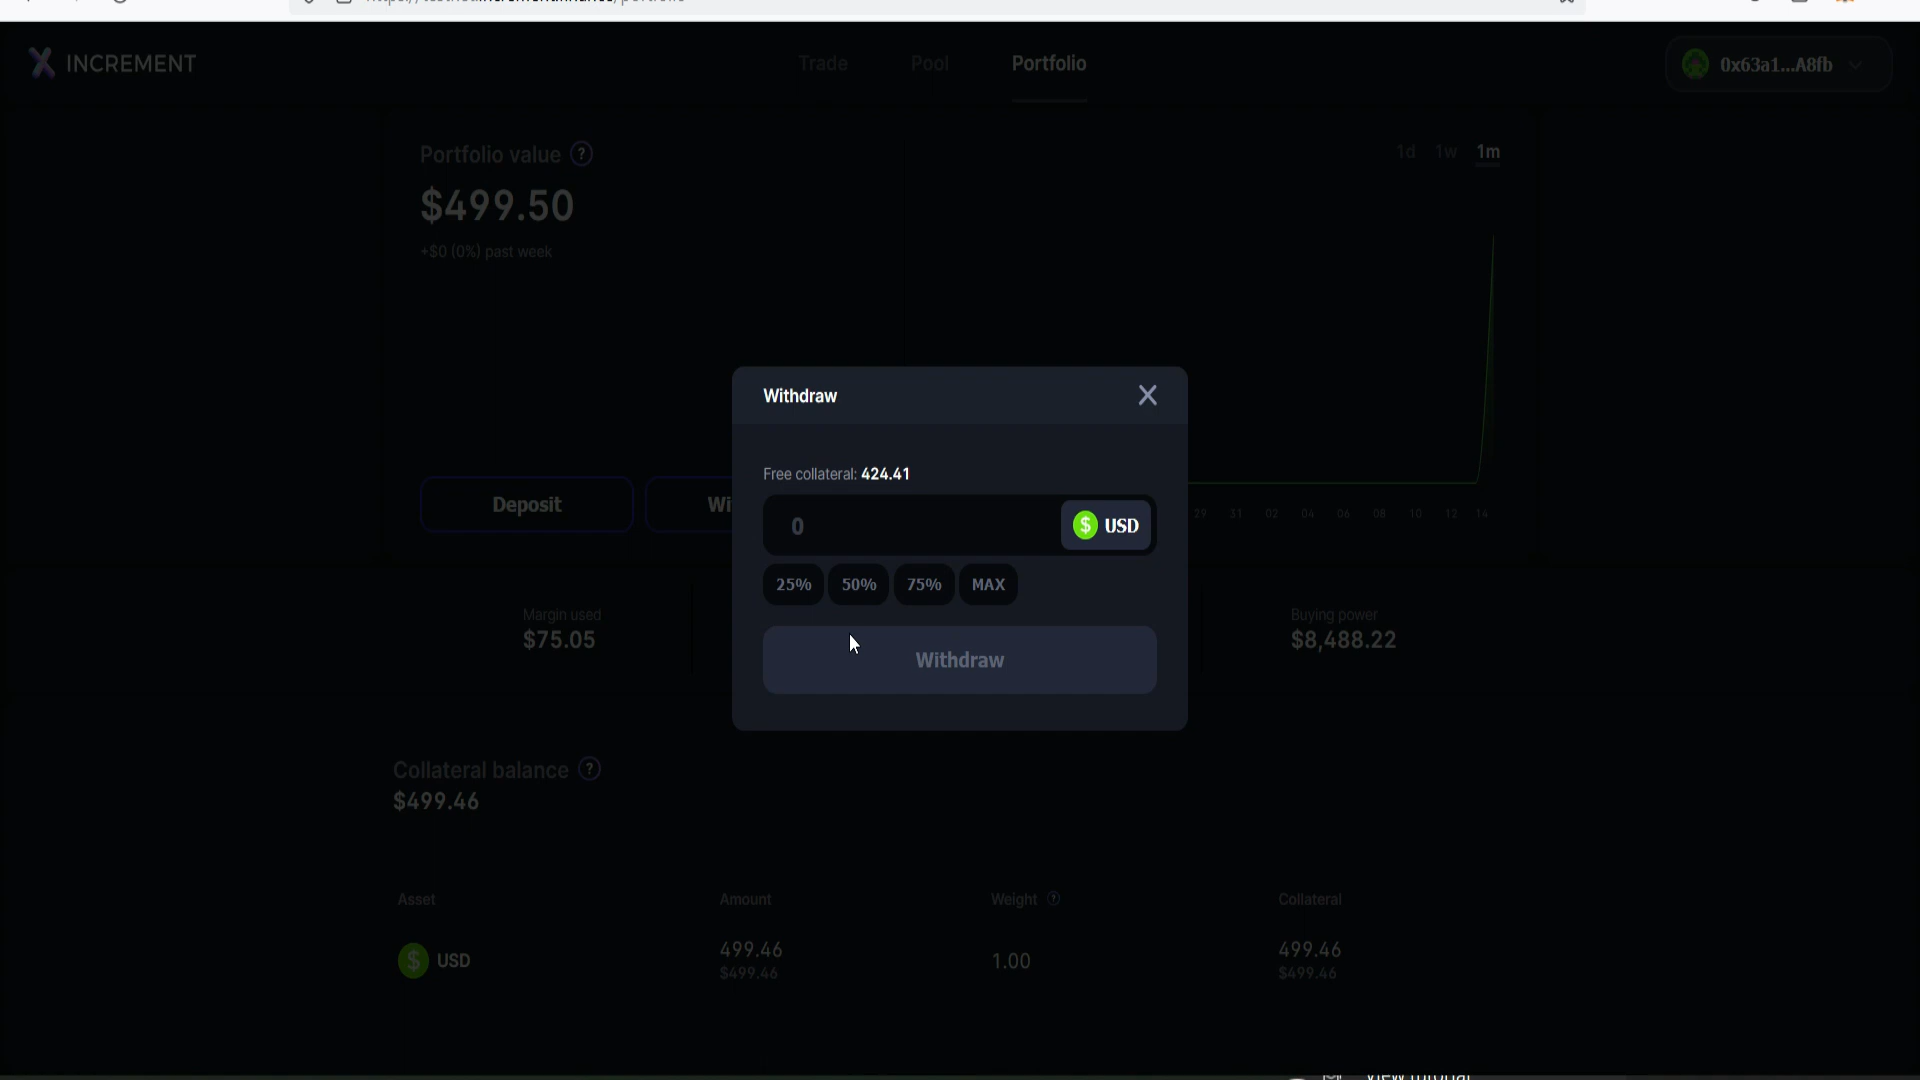 INCREMENT
Trade
Pool
Portfolio
0x63a1...A8fb
Portfolio value ?
$499.50
+$0 (0%) past week
1d 1w 1m
Withdraw
Free collateral: 424.41
0
$ USD
25% 50% 75% MAX
Withdraw
Deposit
29 31 02 04 06 08 10 12 14
Margin used
$75.05
Buying power
$8,488.22
Collateral balance ?
$499.46
Asset Amount Weight ? Collateral
$ USD
499.46
$499.46
1.00
499.46
$499.46
View tutorial